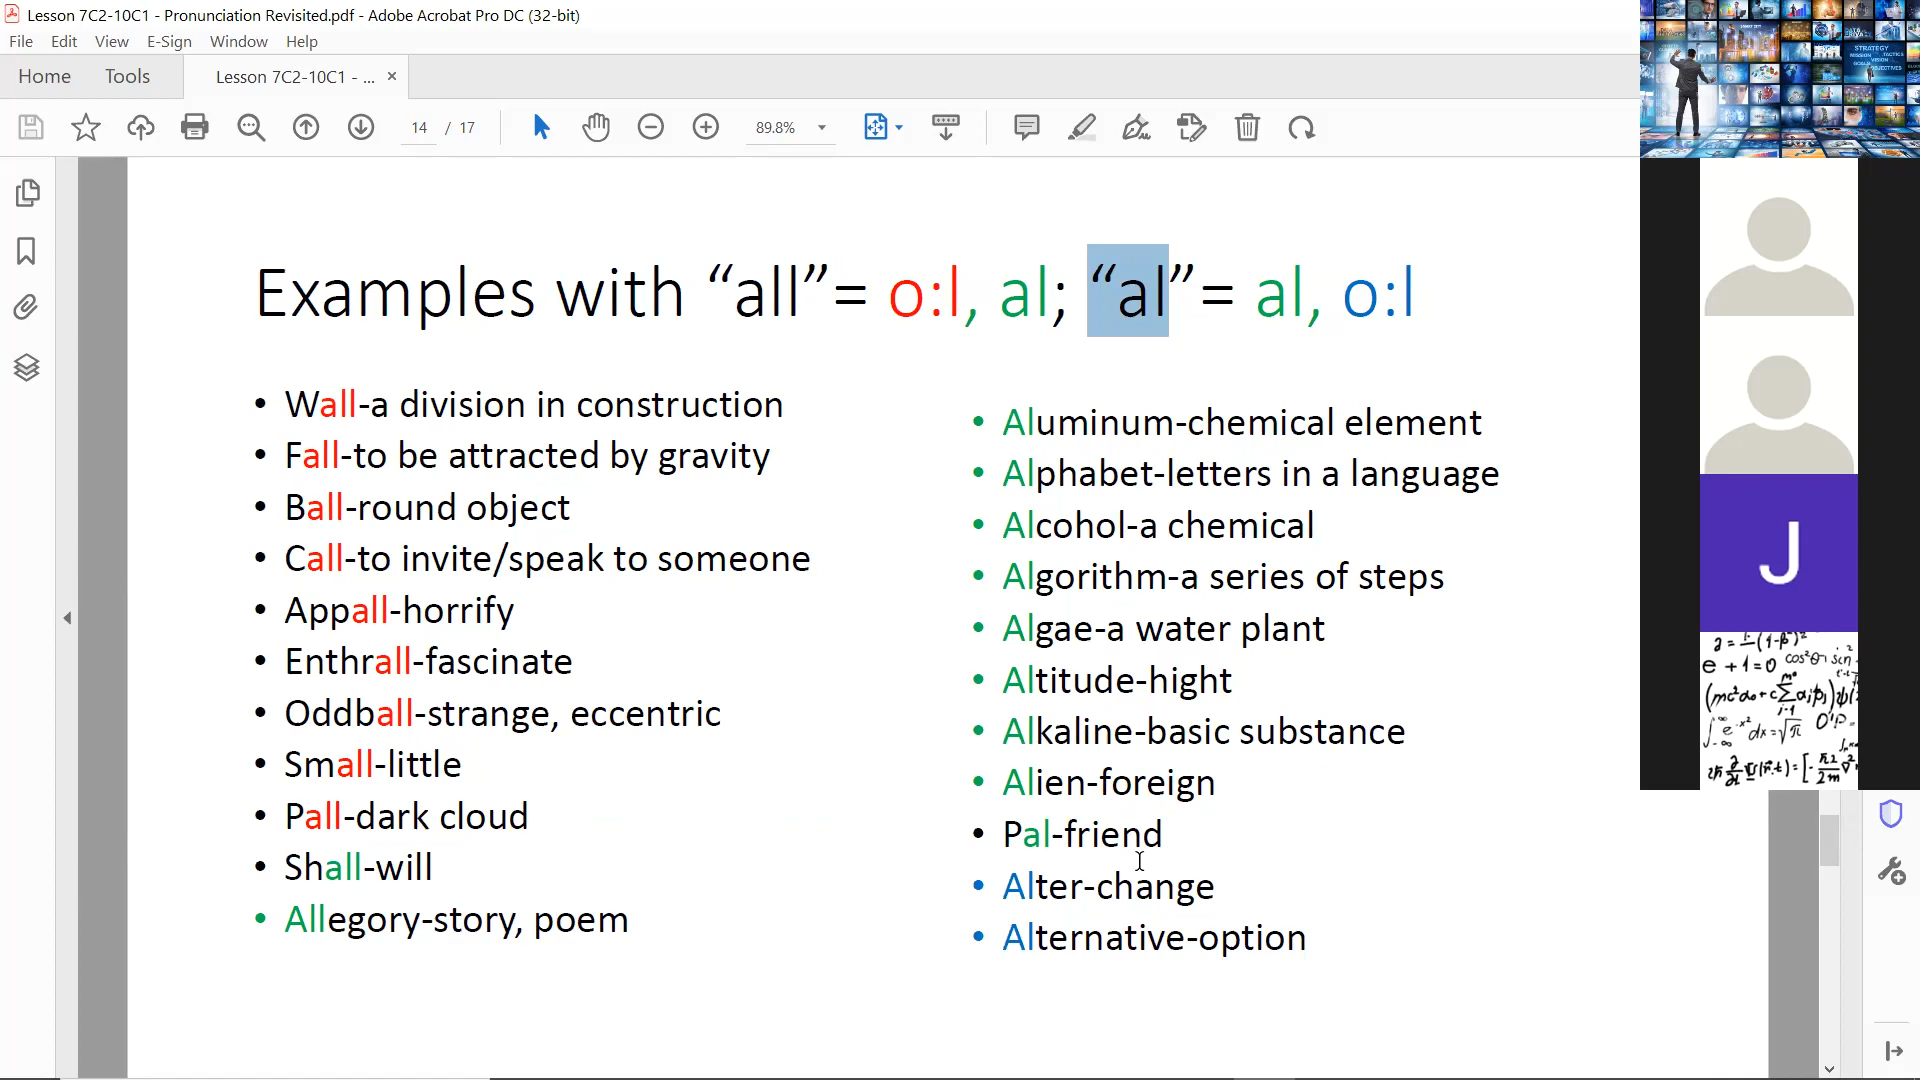 Lesson 7C2-10C1 - Pronunciation Revisited.pdf - Adobe Acrobat Pro DC (32-bit)
File Edit View E-Sign Window Help
Home Tools Lesson 7C2-10C1 - ... ×
14 / 17 89.8%
Examples with “all”= o:l, al; “al”= al, o:l
• Wall-a division in construction
• Fall-to be attracted by gravity
• Ball-round object
• Call-to invite/speak to someone
• Appall-horrify
• Enthrall-fascinate
• Oddball-strange, eccentric
• Small-little
• Pall-dark cloud
• Shall-will
• Allegory-story, poem
• Aluminum-chemical element
• Alphabet-letters in a language
• Alcohol-a chemical
• Algorithm-a series of steps
• Algae-a water plant
• Altitude-hight
• Alkaline-basic substance
• Alien-foreign
• Pal-friend
• Alter-change
• Alternative-option
STRATEGY
J